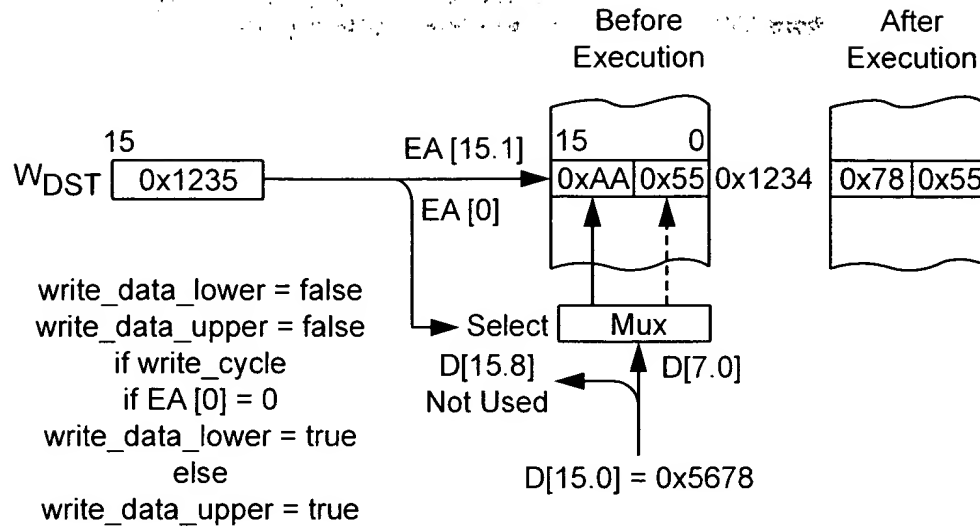 Before
Execution
After
Execution
15
15 0
EA [15.1]
WDST 0x1235
0xAA 0x55 0x1234
0x78 0x55
EA [0]
write_data_lower = false
write_data_upper = false
if write_cycle
if EA [0] = 0
write_data_lower = true
else
write_data_upper = true
Select Mux
D[15.8] D[7.0]
Not Used
D[15.0] = 0x5678